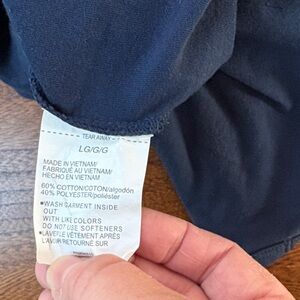 TEAR AWAY
LG/G/G
MADE IN VIETNAM/
FABRIQUÉ AU VIETNAM/
HECHO EN VIETNAM
60% COTTON/COTON/algodón
40% POLYESTER/poliéster
■WASH GARMENT INSIDE
OUT
WITH LIKE COLORS
DO NOT USE SOFTENERS
■LAVER LE VÊTEMENT APRÈS
L'AVOIR RETOURNÉ SUR